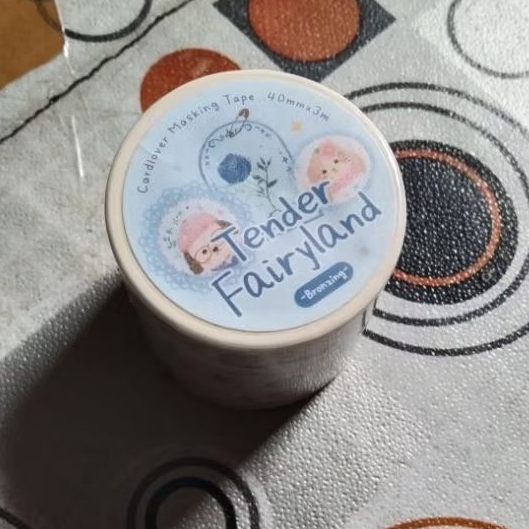 Cardlover Masking Tape 40mm×3m
Tender
Fairyland
-Bronzing-